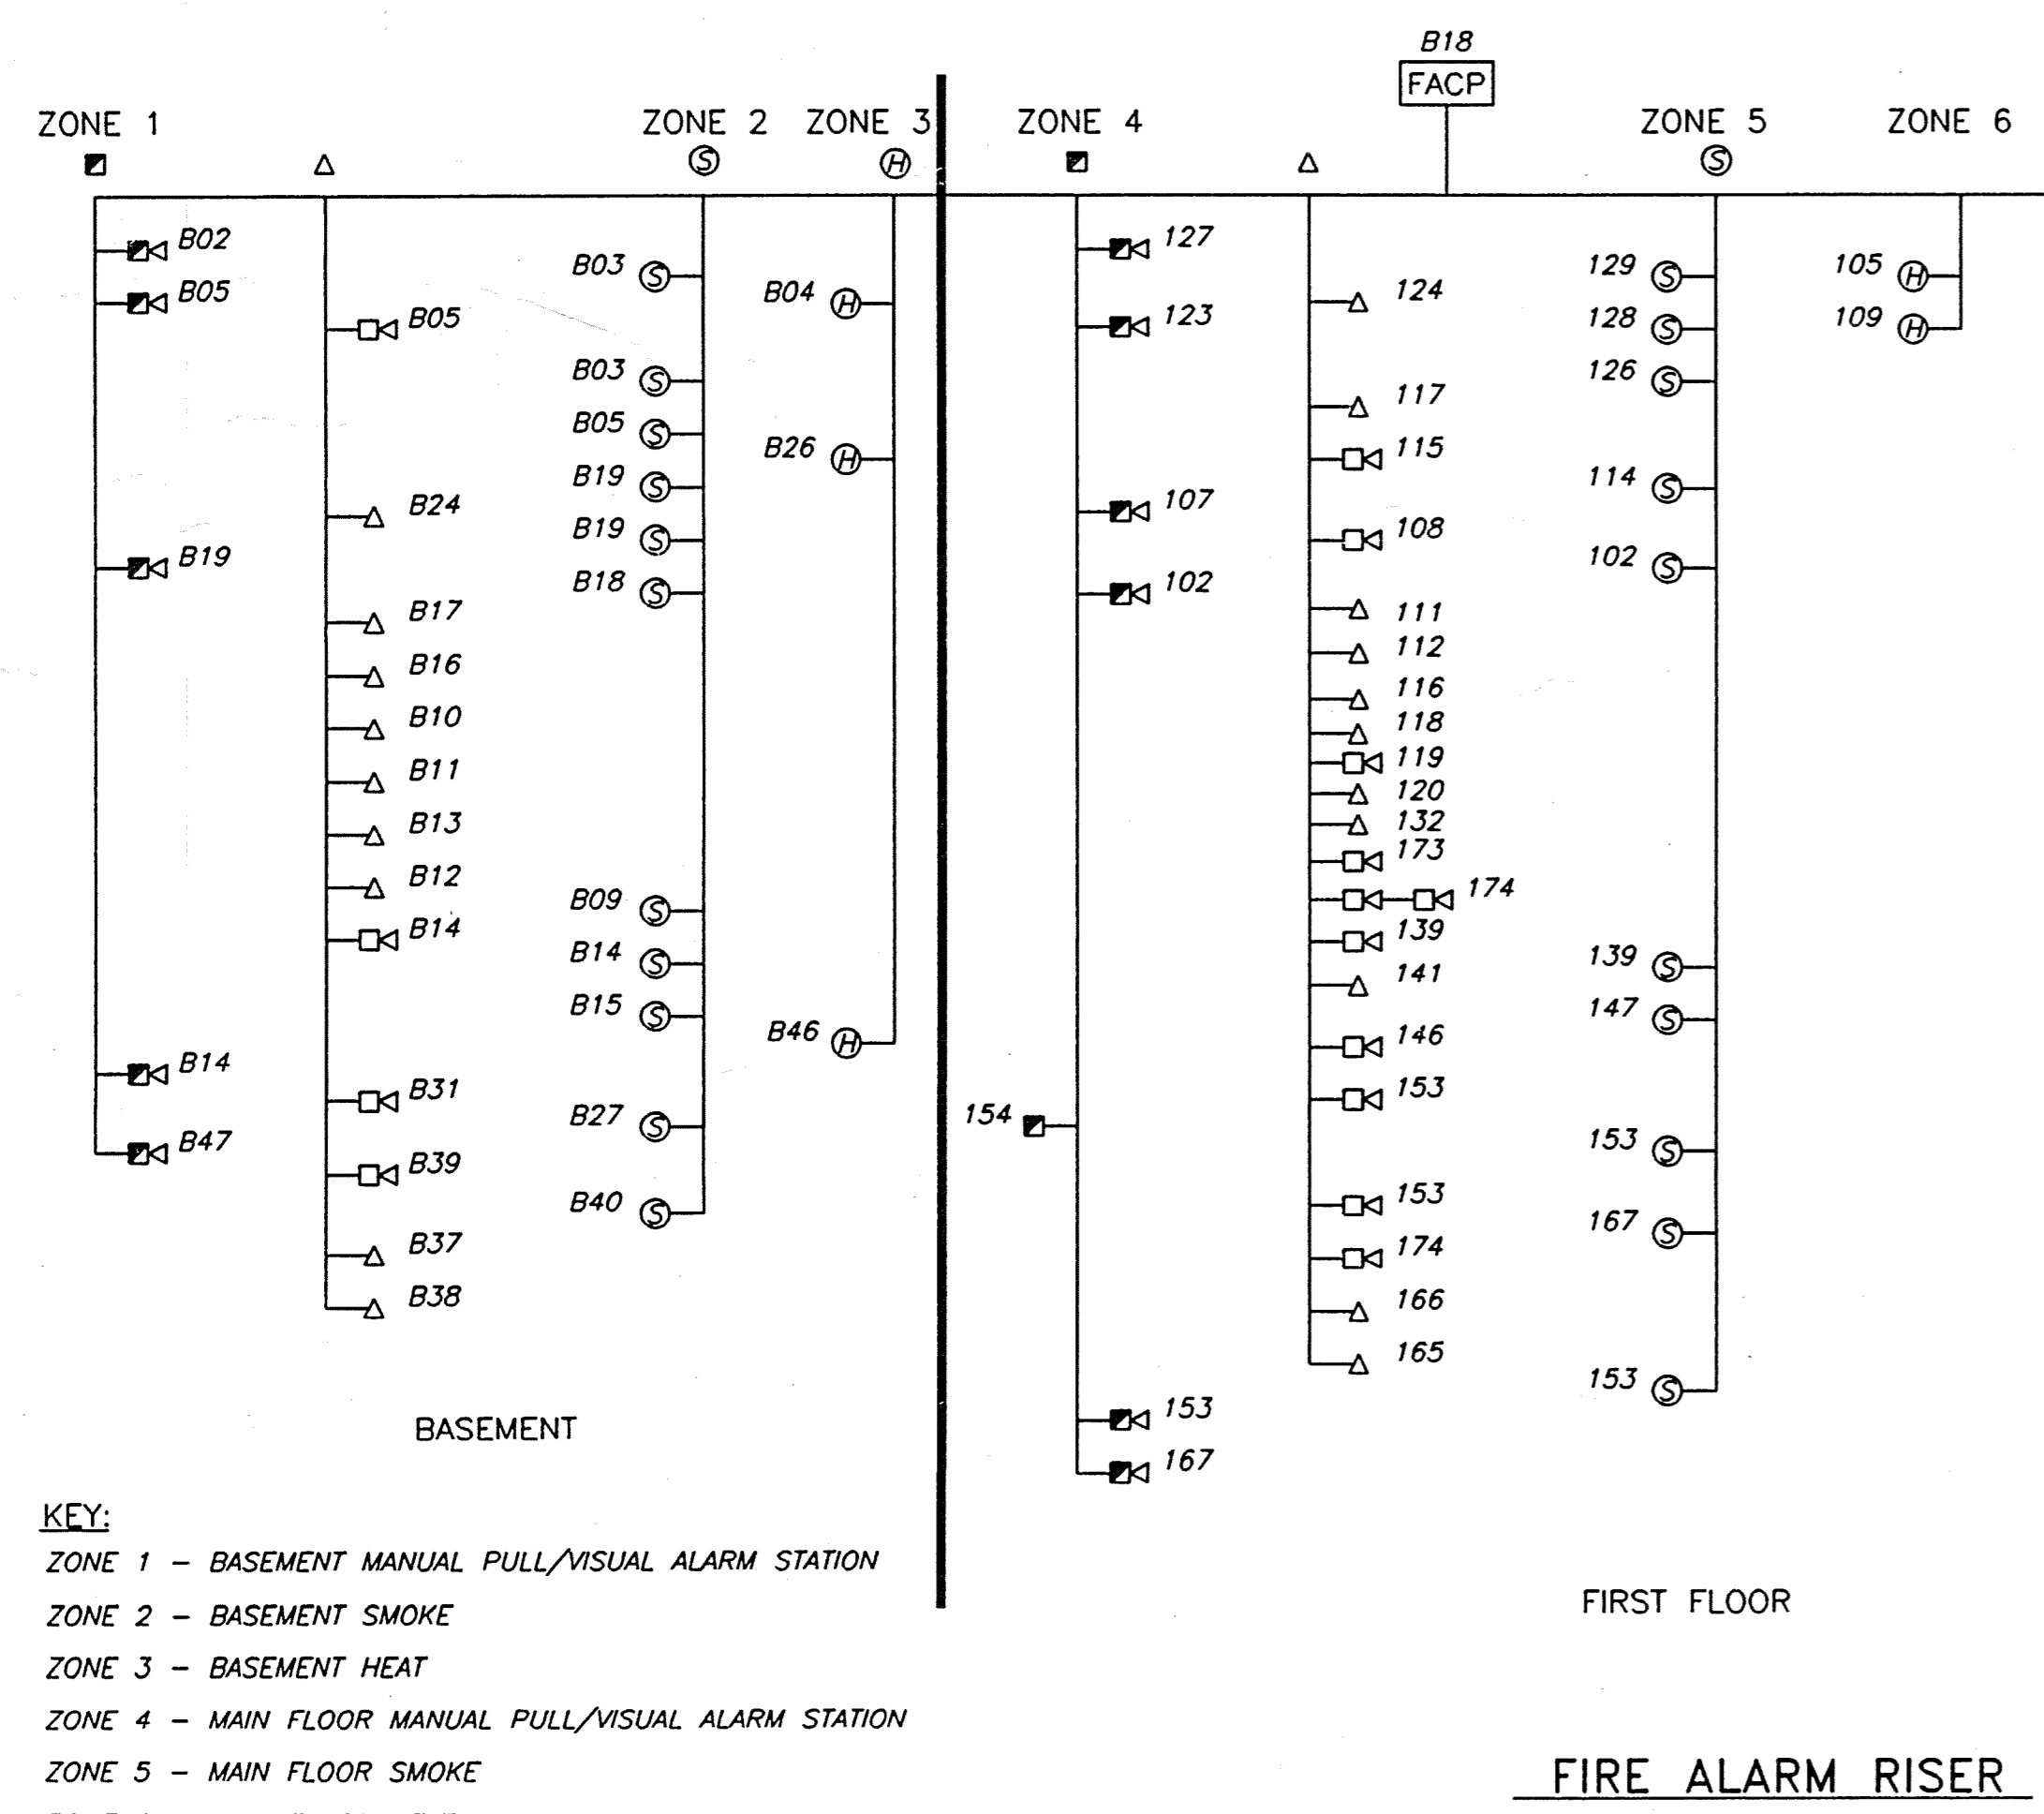 B18
FACP
ZONE 1
ZONE 2
ZONE 3
ZONE 4
ZONE 5
ZONE 6
S
H
S
B02
B05
B19
B14
B47
B05
B24
B17
B16
B10
B11
B13
B12
B14
B31
B39
B37
B38
B03 S
B03 S
B05 S
B19 S
B19 S
B18 S
B09 S
B14 S
B15 S
B27 S
B40 S
B04 H
B26 H
B46 H
BASEMENT
127
123
107
102
154
153
167
124
117
115
108
111
112
116
118
119
120
132
173
174
139
141
146
153
153
174
166
165
129 S
128 S
126 S
114 S
102 S
139 S
147 S
153 S
167 S
153 S
105 H
109 H
FIRST FLOOR
KEY:
ZONE 1 – BASEMENT MANUAL PULL/VISUAL ALARM STATION
ZONE 2 – BASEMENT SMOKE
ZONE 3 – BASEMENT HEAT
ZONE 4 – MAIN FLOOR MANUAL PULL/VISUAL ALARM STATION
ZONE 5 – MAIN FLOOR SMOKE
FIRE ALARM RISER